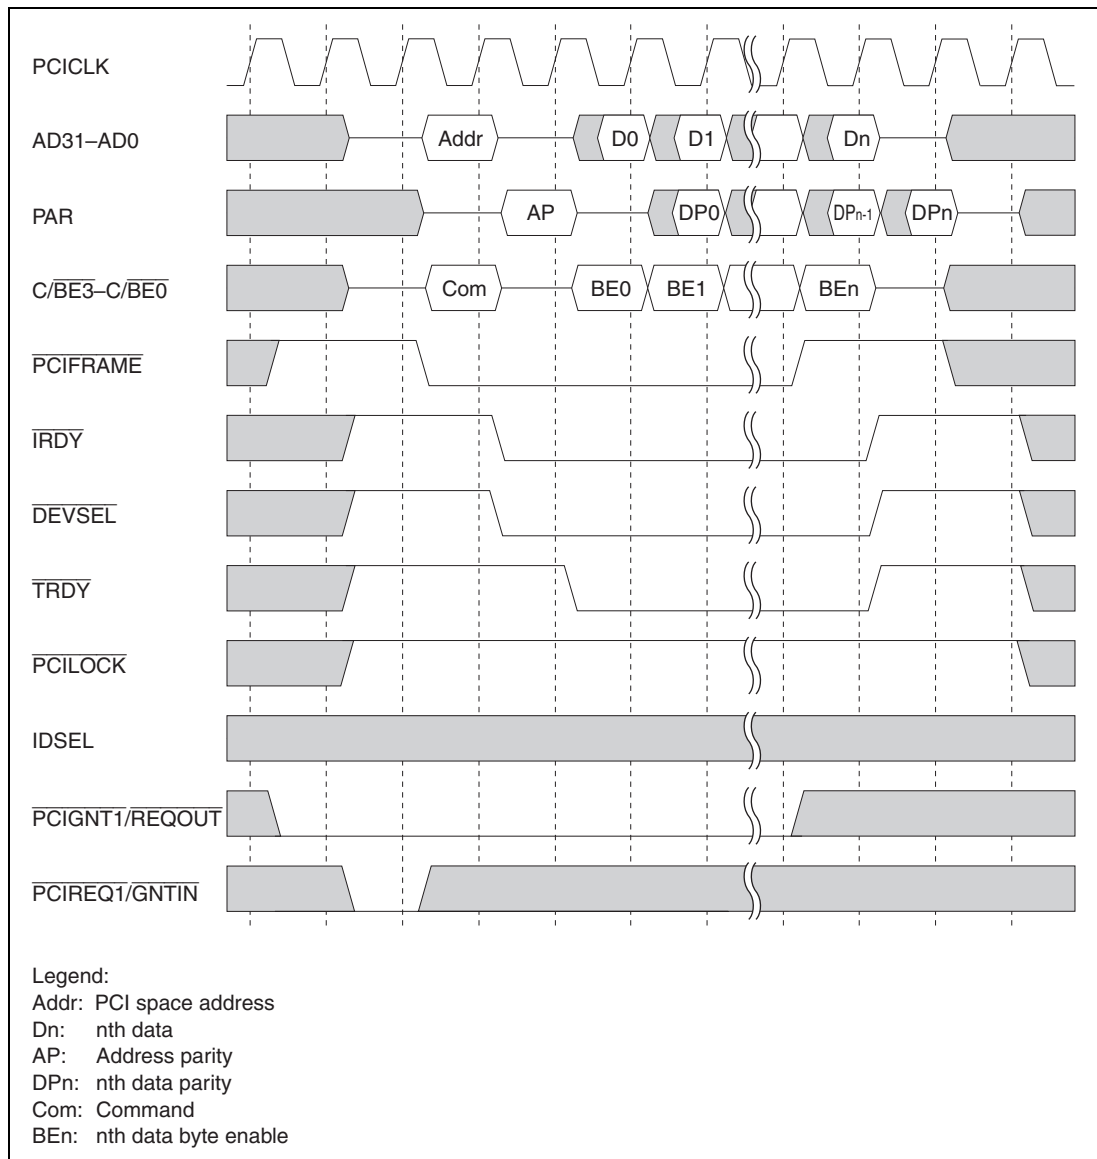 PCICLK
AD31–AD0
Addr D0 D1 Dn
PAR
AP DP0 DPn-1 DPn
C/BE3–C/BE0
Com BE0 BE1 BEn
PCIFRAME
IRDY
DEVSEL
TRDY
PCILOCK
IDSEL
PCIGNT1/REQOUT
PCIREQ1/GNTIN
Legend:
Addr: PCI space address
Dn: nth data
AP: Address parity
DPn: nth data parity
Com: Command
BEn: nth data byte enable